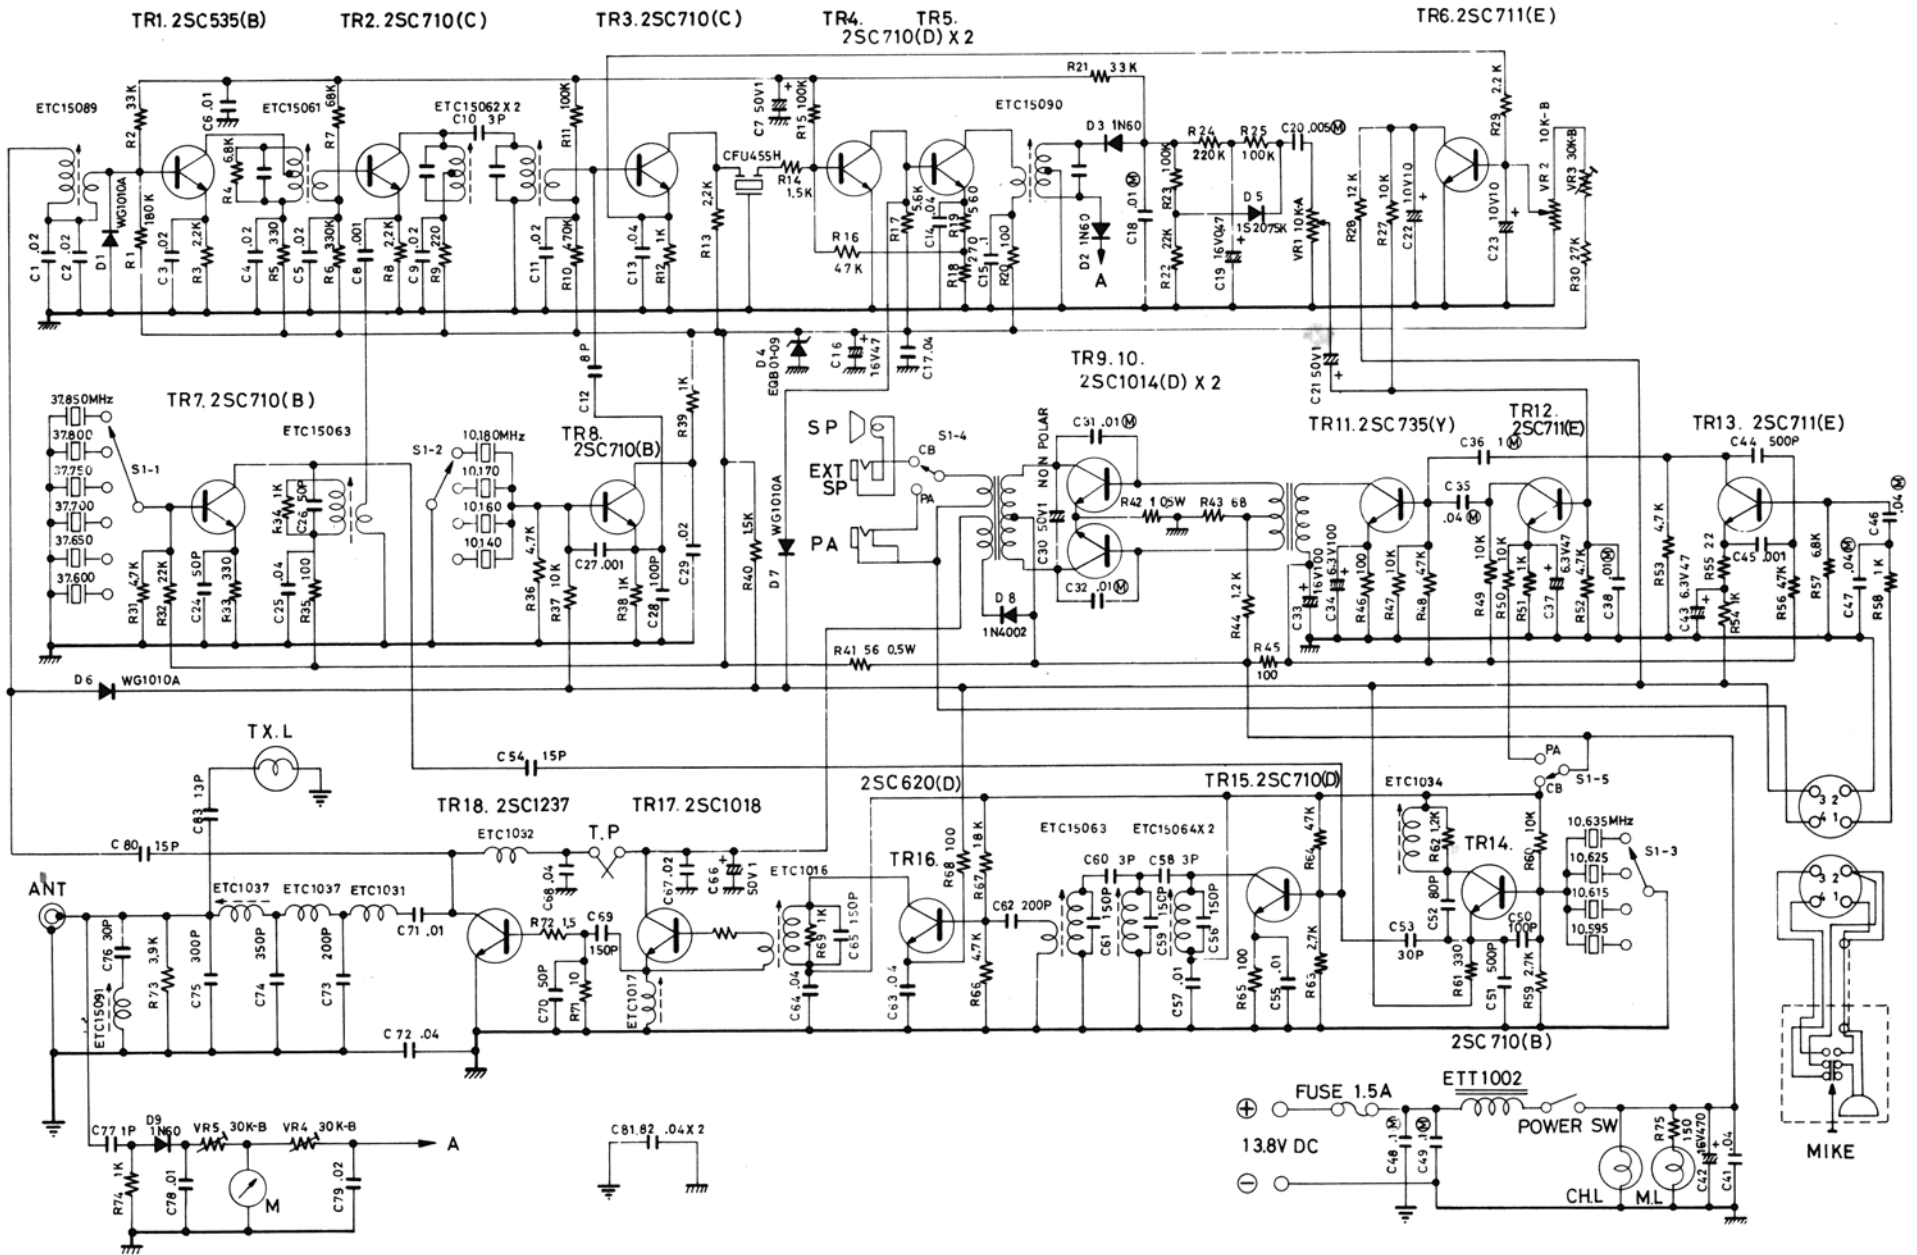 TR1. 2SC535(B)
TR2. 2SC710(C)
TR3. 2SC710(C)
TR4. TR5.
2SC710(D) X 2
TR6. 2SC711(E)
ETC15089
R2 33K
C6 .01
ETC15061
R7 68K
ETC15062 X 2
C10 3P
R11 100K
C7 50V1
R15 100K
ETC15090
R21 33K
D3 1N60
R24 220K
R25 100K
C20 .005 Ⓜ
R29 2.2K
VR2 10K-B
VR3 30K-B
WG1010A
D1
R1 180K
R4 6.8K
CFU455H
R14 1.5K
2.2K R13
R16 47K
R17 5.6K
C14 .04
R19 560
R18 270
C15 .1
R20 100
D2 1N60
A
C18 .01 Ⓜ
R23 100K
R22 22K
D5
1S2075K
C19 16V047
VR1 10K-A
R28 12K
R27 10K
C22 10V10
C23 10V10
R30 27K
C1 .02
C2 .02
C3 .02
R3 2.2K
C4 .02
R5 330
C5 .02
R6 330K
C8 .001
R8 2.2K
C9 .02
R9 220
C11 .02
R10 470K
C13 .04
R12 1K
C12 8P
D4 EQB01-09
C16 16V47
C17 .04
C21 50V1
TR7. 2SC710(B)
37.850MHz
37.800
37.750
37.700
37.650
37.600
S1-1
ETC15063
R34 1K
C26 50P
R31 4.7K
R32 22K
C24 50P
R33 330
C25 .04
R35 100
S1-2
10.180MHz
10.170
10.160
10.140
TR8.
2SC710(B)
R39 1K
R36 4.7K
R37 10K
C27 .001
R38 1K
C28 100P
C29 .02
R40 1.5K
D7 WG1010A
SP
EXT
SP
PA
S1-4
CB
PA
TR9. 10.
2SC1014(D) X 2
C31 .01 Ⓜ
C30 50V1 NON POLAR
C32 .01 Ⓜ
R42 1, 0.5W
R43 68
D8
1N4002
R41 56 0.5W
R44 1.2K
R45
100
TR11. 2SC735(Y)
C33 16V100
C34 6.3V100
R46 100
R47 10K
R48 47K
C36 .1 Ⓜ
C35
.04 Ⓜ
TR12.
2SC711(E)
R49 10K
R50 10K
R51 1K
C37 6.3V47
R52 4.7K
C38 .01 Ⓜ
TR13. 2SC711(E)
C44 500P
R53 4.7K
C43 6.3V47
R55 22
R54 1K
C45 .001
R56 47K
R57 6.8K
C47 .04 Ⓜ
C46 .04 Ⓜ
R58 1K
D6 WG1010A
TX.L
C83 13P
C54 15P
C80 15P
ANT
ETC1037
ETC1037
ETC1031
C71 .01
TR18. 2SC1237
ETC1032
T.P
TR17. 2SC1018
C68 .04
C67 .02
C66 50V1
ETC1016
R72 1,5
C69
150P
C70 50P
R71 10
ETC1017
R69 1K
C65 150P
C64 .04
2SC620(D)
TR16.
R68 100
R67 1.8K
C63 .04
R66 4.7K
C62 200P
ETC15063
C60 3P
ETC15064X2
C58 3P
C61 150P
C59 150P
C56 150P
C57 .01
TR15. 2SC710(D)
R64 47K
R65 100
C55 .01
R63 2.7K
C53
30P
ETC1034
R62 1.2K
C52 80P
TR14.
R61 330
C51 500P
C50
100P
R60 10K
R59 2.7K
2SC710(B)
PA
S1-5
CB
10.635MHz
10.625
10.615
10.595
S1-3
3 2
4 1
3 2
4 1
MIKE
C76 30P
ETC15091
R73 3.9K
C75 300P
C74 350P
C73 200P
C72 .04
C77 1P
D9
1N60
VR5 30K-B
VR4 30K-B
A
R74 1K
C78 .01
M
C79 .02
C81,82 .04X2
13.8V DC
FUSE 1.5A
ETT1002
POWER SW
C48 .1 Ⓜ
C49 .1 Ⓜ
CH.L
R75 150
M.L
C42 16V470
C41 .04